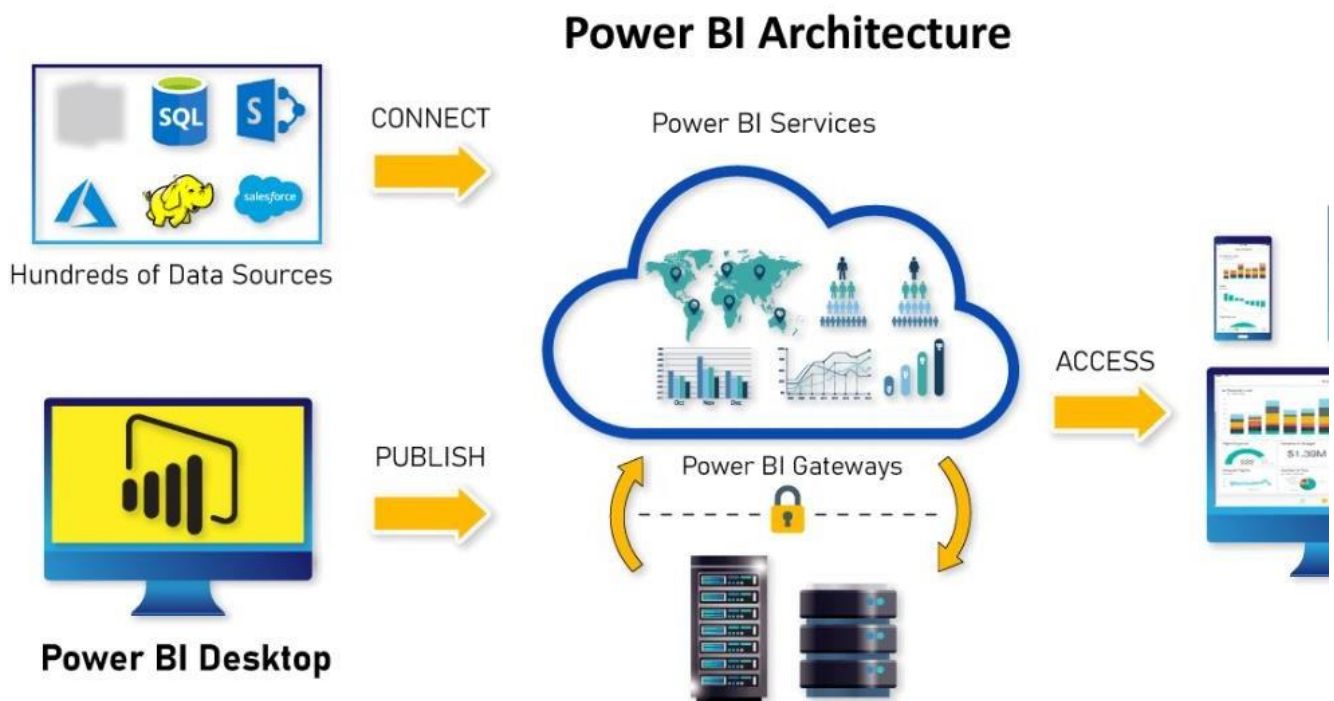 Power BI Architecture
SQL
S
salesforce
Hundreds of Data Sources
CONNECT
Power BI Services
Oct Nov Dec
ACCESS
$1.39M
Power BI Desktop
PUBLISH
Power BI Gateways